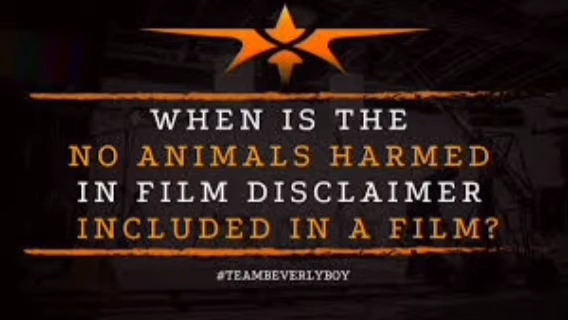 WHEN IS THE
NO ANIMALS HARMED
IN FILM DISCLAIMER
INCLUDED IN A FILM?
#TEAMBEVERLYBOY